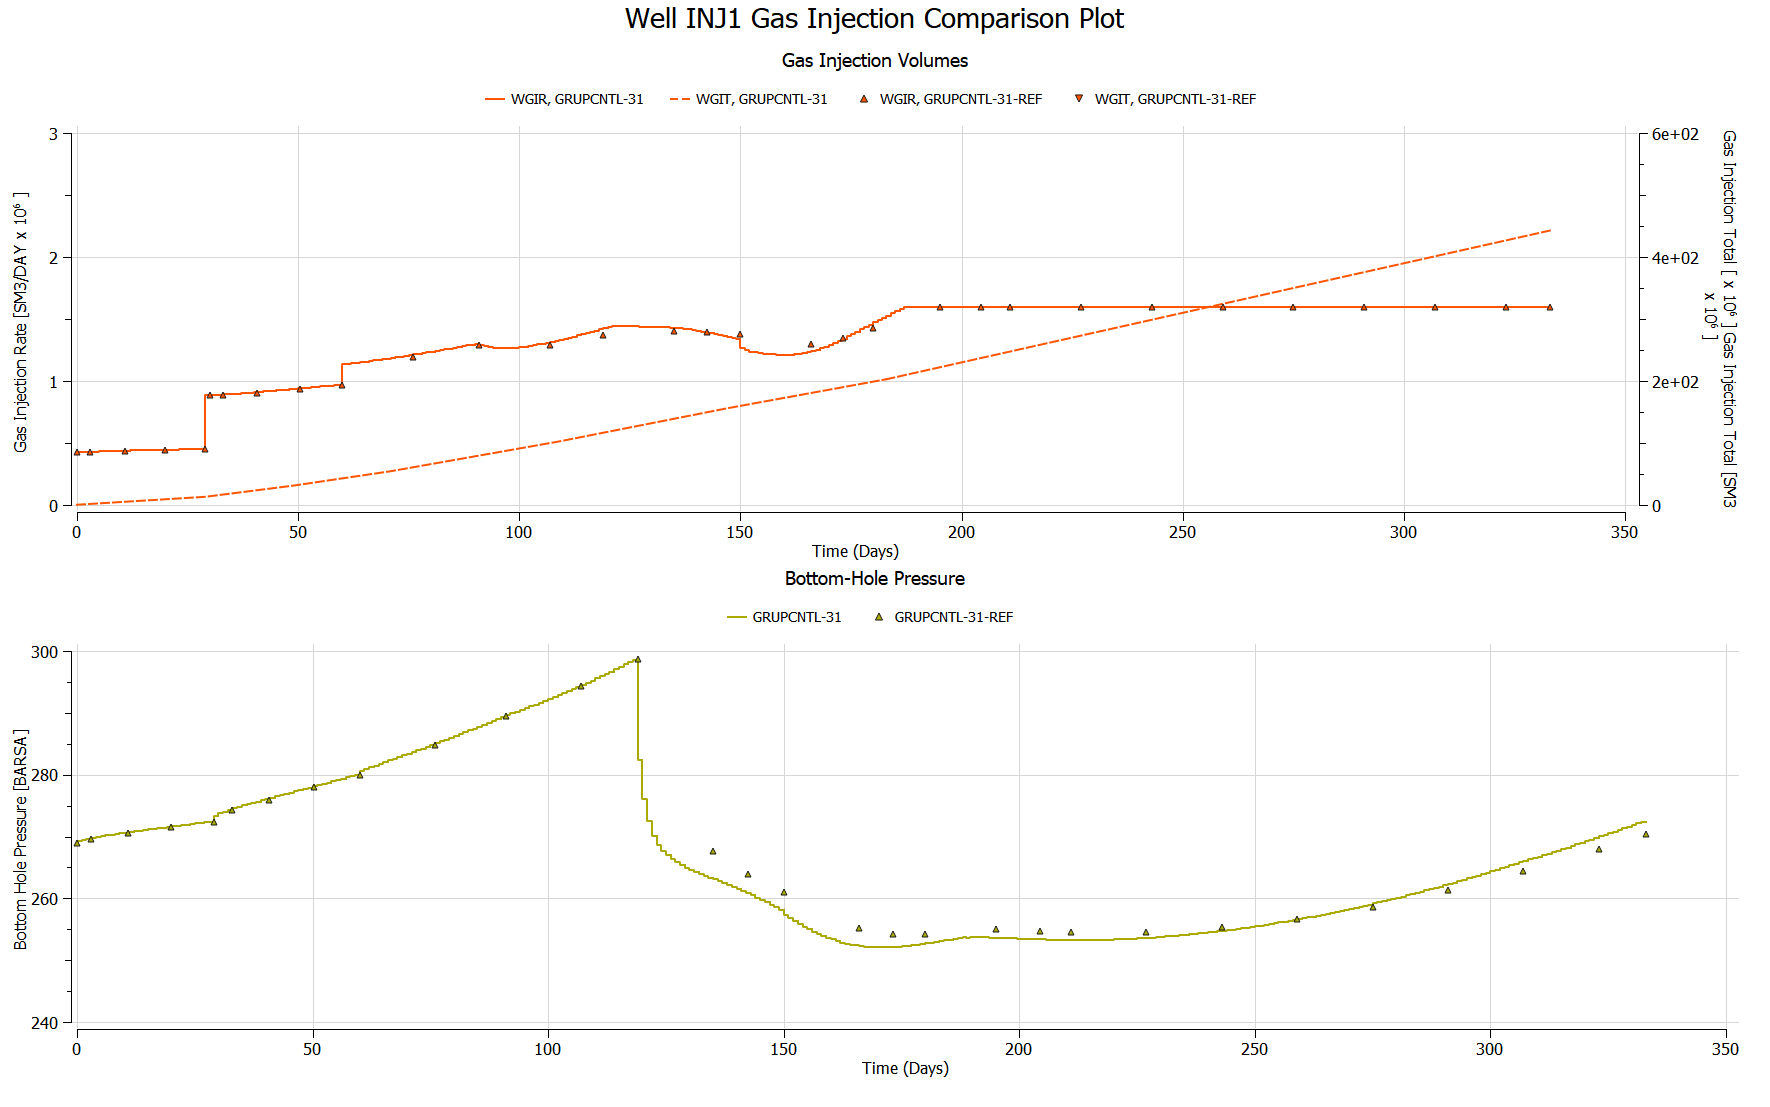 Well INJ1 Gas Injection Comparison Plot
Gas Injection Volumes
WGIR, GRUPCNTL-31
WGIT, GRUPCNTL-31
WGIR, GRUPCNTL-31-REF
WGIT, GRUPCNTL-31-REF
Gas Injection Rate [SM3/DAY x 10⁶ ]
3
2
1
0
6e+02
4e+02
2e+02
0
Gas Injection Total [ x 10⁶ ] Gas Injection Total [SM3
x 10⁶ ]
0 50 100 150 200 250 300 350
Time (Days)
Bottom-Hole Pressure
GRUPCNTL-31
GRUPCNTL-31-REF
Bottom Hole Pressure [BARSA]
300
280
260
240
0 50 100 150 200 250 300 350
Time (Days)